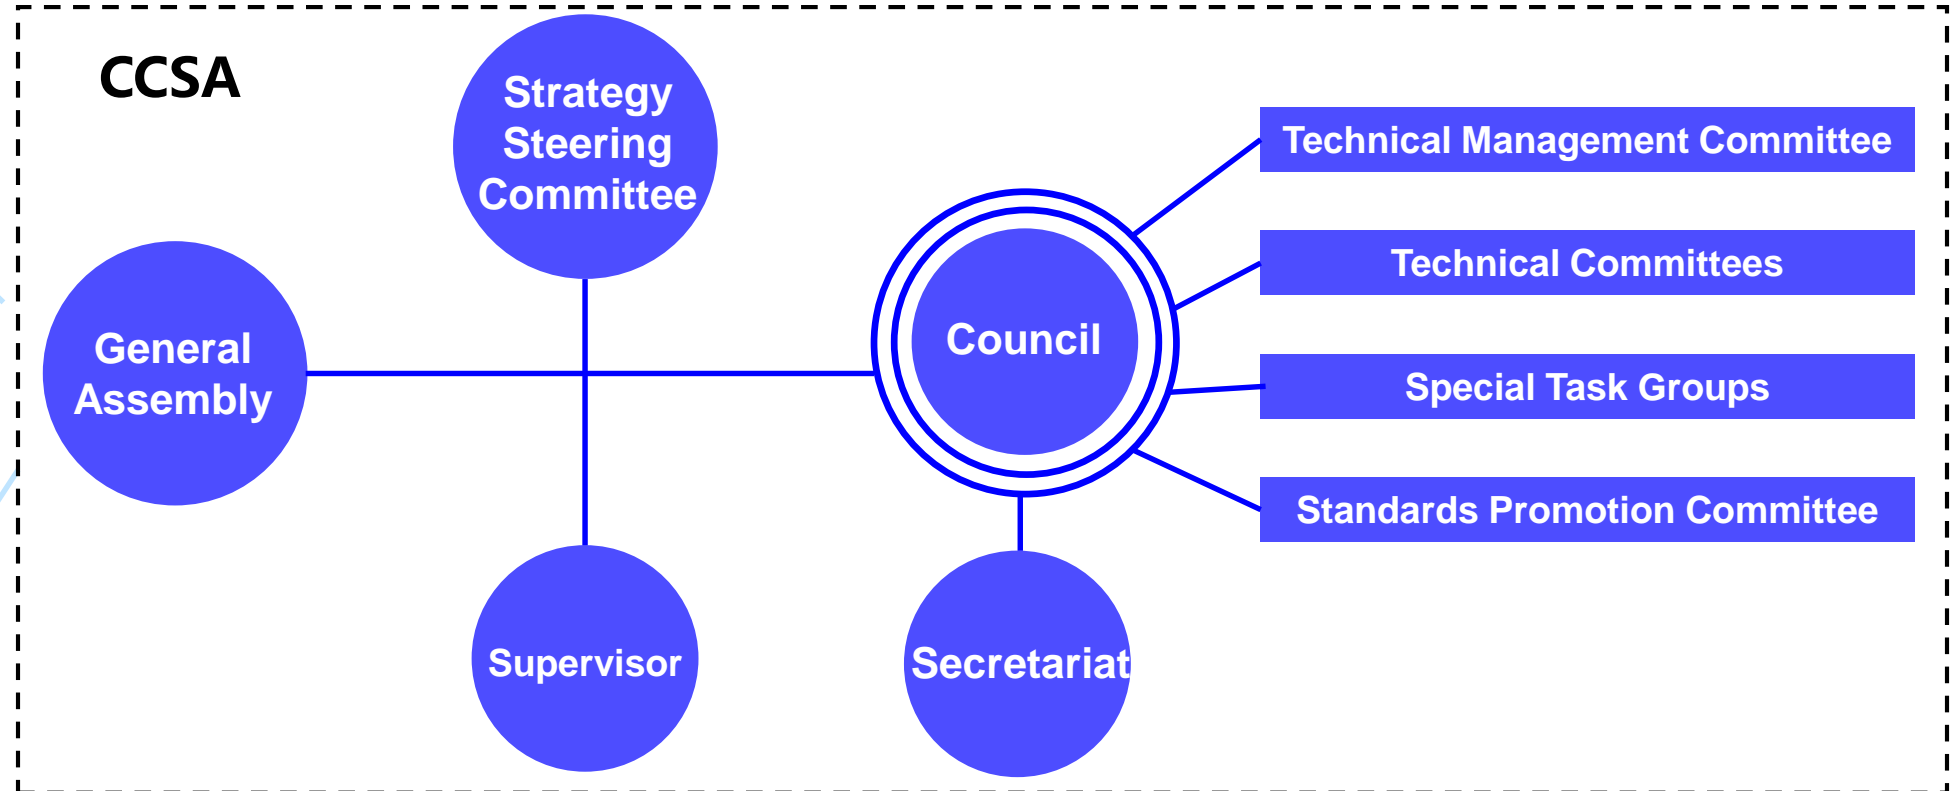 CCSA
Strategy
Steering
Committee
General
Assembly
Supervisor
Council
Secretariat
Technical Management Committee
Technical Committees
Special Task Groups
Standards Promotion Committee